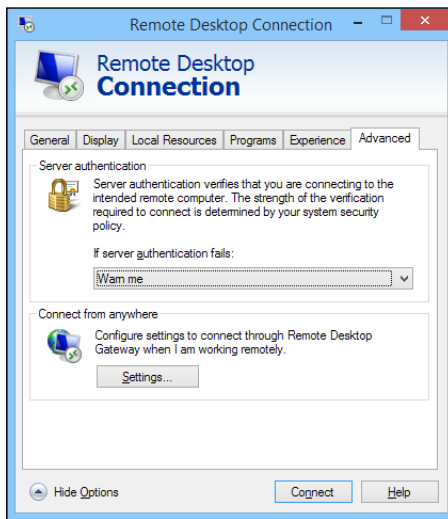 Remote Desktop Connection
Remote Desktop
Connection
General Display Local Resources Programs Experience Advanced
Server authentication
Server authentication verifies that you are connecting to the
intended remote computer. The strength of the verification
required to connect is determined by your system security
policy.
If server authentication fails:
Warn me
Connect from anywhere
Configure settings to connect through Remote Desktop
Gateway when I am working remotely.
Settings...
Hide Options Connect Help